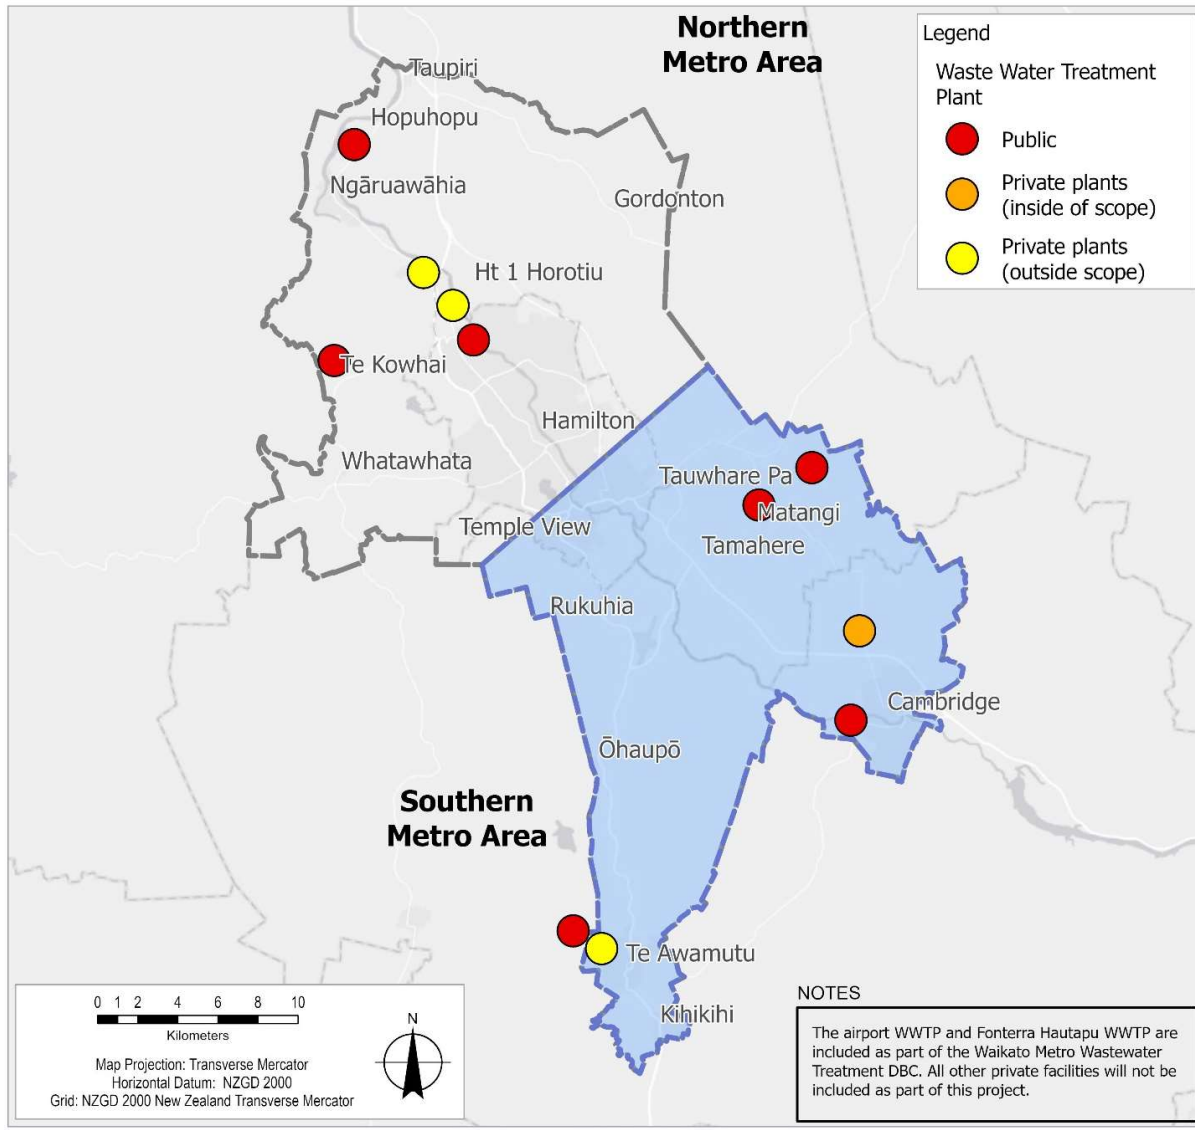 Northern
Metro Area
Legend
Waste Water Treatment
Plant
Public
Private plants
(inside of scope)
Private plants
(outside scope)
Taupiri
Hopuhopu
Ngāruawāhia
Gordonton
Ht 1 Horotiu
Te Kowhai
Hamilton
Whatawhata
Tauwhare Pa
Matangi
Temple View
Tamahere
Rukuhia
Cambridge
Ōhaupō
Southern
Metro Area
Te Awamutu
Kihikihi
0 1 2 4 6 8 10
Kilometers
N
Map Projection: Transverse Mercator
Horizontal Datum: NZGD 2000
Grid: NZGD 2000 New Zealand Transverse Mercator
NOTES
The airport WWTP and Fonterra Hautapu WWTP are
included as part of the Waikato Metro Wastewater
Treatment DBC. All other private facilities will not be
included as part of this project.